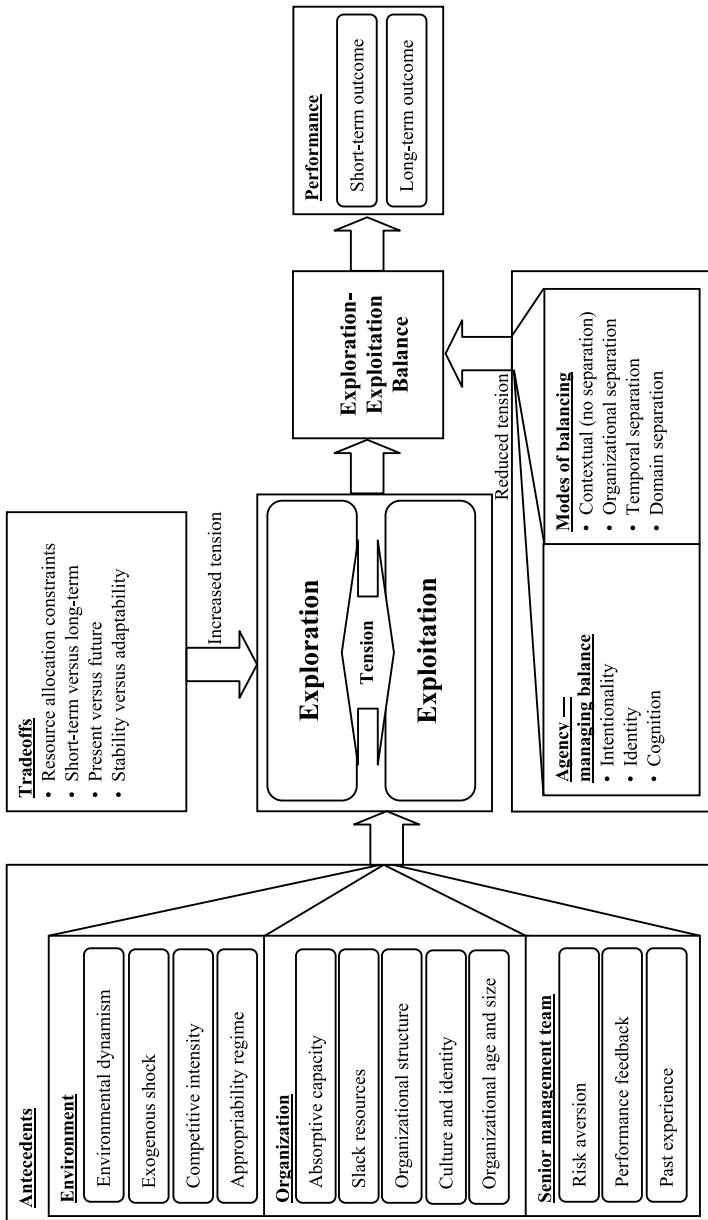 Antecedents
Environment
Environmental dynamism
Exogenous shock
Competitive intensity
Appropriability regime
Organization
Absorptive capacity
Slack resources
Organizational structure
Culture and identity
Organizational age and size
Senior management team
Risk aversion
Performance feedback
Past experience
Tradeoffs
• Resource allocation constraints
• Short-term versus long-term
• Present versus future
• Stability versus adaptability
Increased tension
Exploration
Tension
Exploitation
Agency —
managing balance
• Intentionality
• Identity
• Cognition
Modes of balancing
• Contextual (no separation)
• Organizational separation
• Temporal separation
• Domain separation
Reduced tension
Exploration-
Exploitation
Balance
Performance
Short-term outcome
Long-term outcome